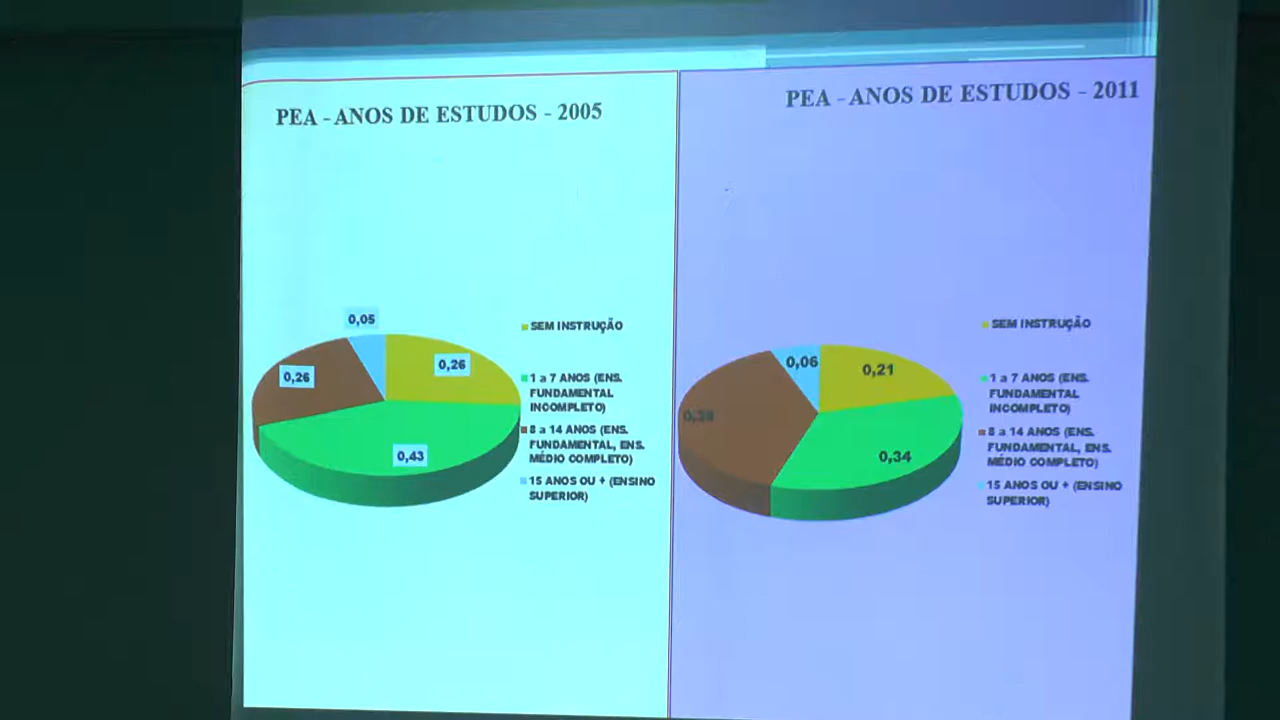 PEA - ANOS DE ESTUDOS - 2005
0,05
0,26
0,26
0,43
SEM INSTRUÇÃO
1 a 7 ANOS (ENS.
FUNDAMENTAL
INCOMPLETO)
8 a 14 ANOS (ENS.
FUNDAMENTAL, ENS.
MÉDIO COMPLETO)
15 ANOS OU + (ENSINO
SUPERIOR)
PEA - ANOS DE ESTUDOS - 2011
0,06
0,21
0,34
SEM INSTRUÇÃO
1 a 7 ANOS (ENS.
FUNDAMENTAL
INCOMPLETO)
8 a 14 ANOS (ENS.
FUNDAMENTAL, ENS.
MÉDIO COMPLETO)
15 ANOS OU + (ENSINO
SUPERIOR)